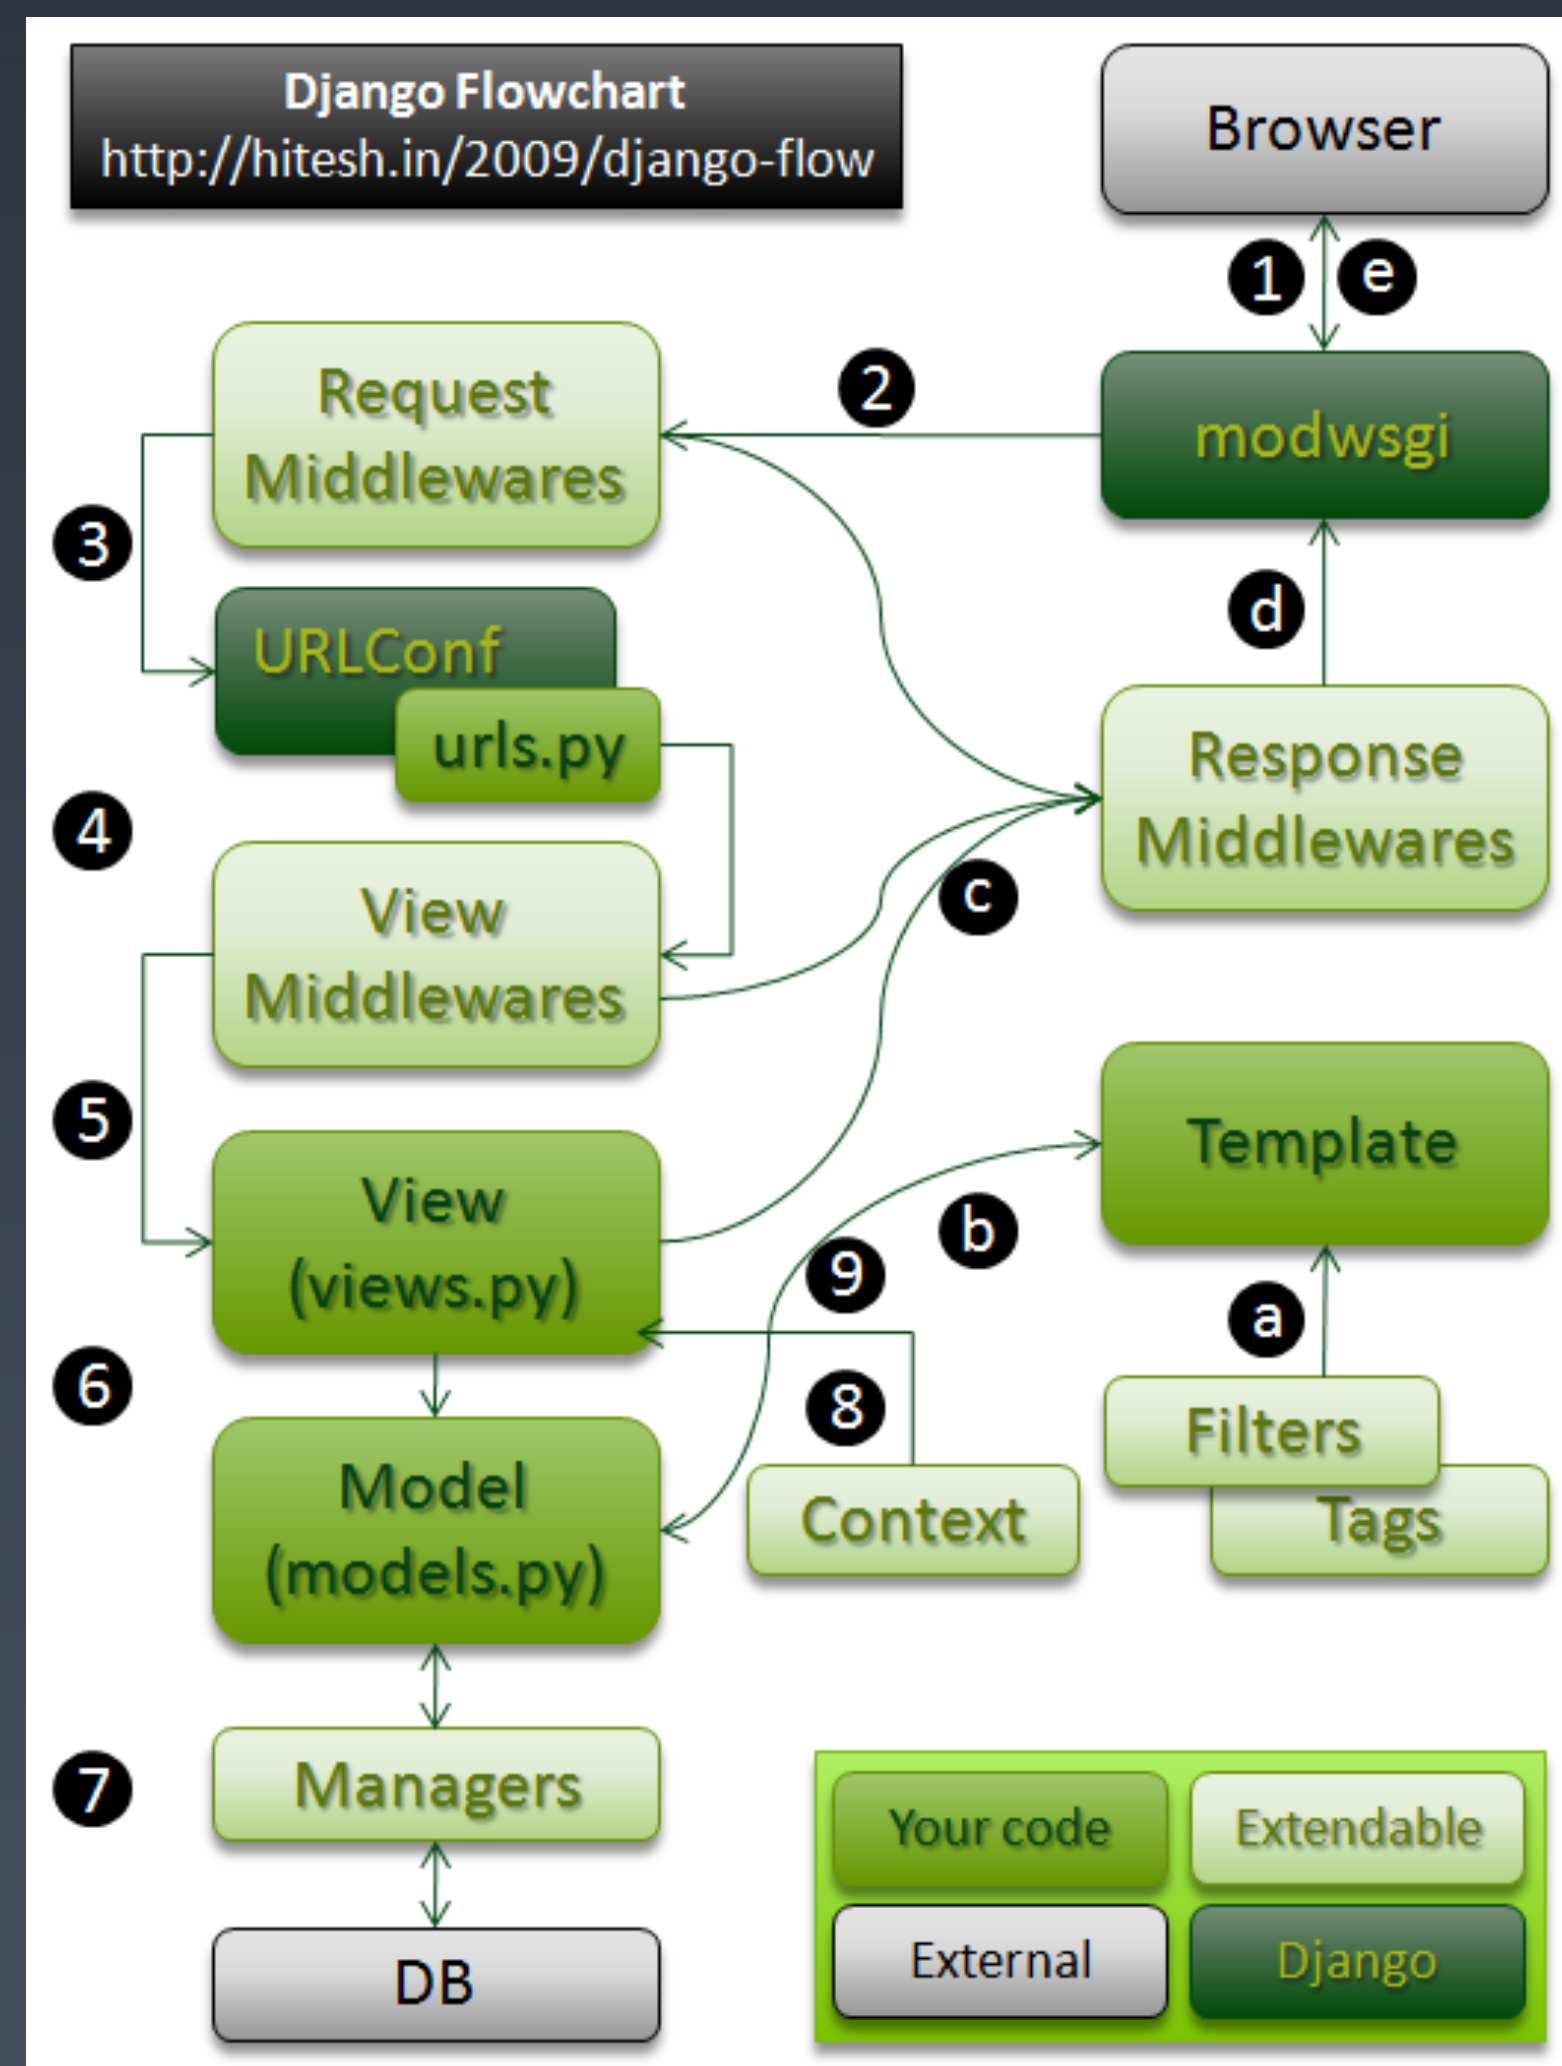 Django Flowchart
http://hitesh.in/2009/django-flow
Browser
1
e
Request
Middlewares
2
modwsgi
3
URLConf
urls.py
d
Response
Middlewares
4
View
Middlewares
c
5
View
(views.py)
Template
b
9
a
6
8
Model
(models.py)
Context
Filters
Tags
7
Managers
DB
Your code
Extendable
External
Django